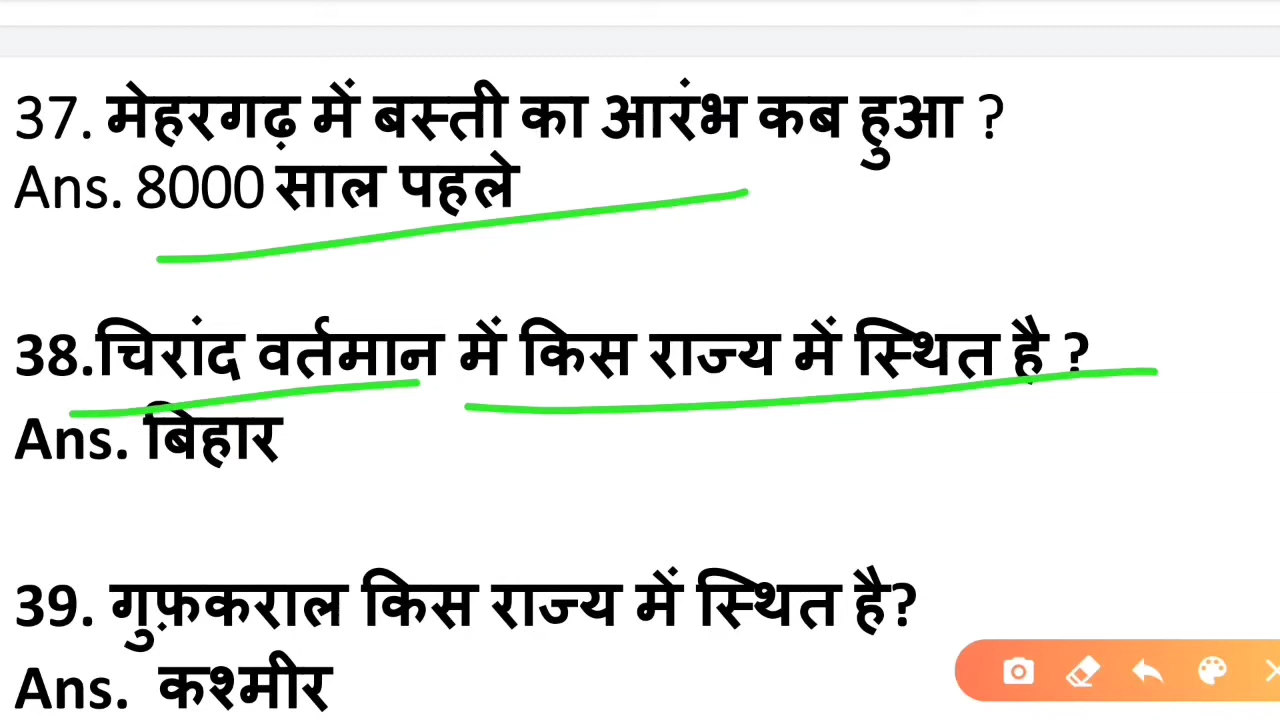 37. मेहरगढ़ में बस्ती का आरंभ कब हुआ ?
Ans. 8000 साल पहले
38.चिरांद वर्तमान में किस राज्य में स्थित है ?
Ans. बिहार
39. गुफ़कराल किस राज्य में स्थित है?
Ans. कश्मीर